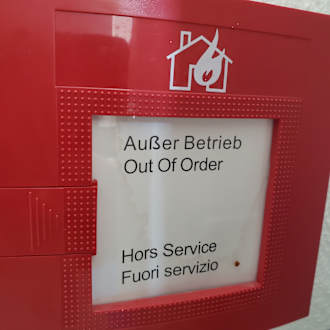 Außer Betrieb
Out Of Order
Hors Service
Fuori servizio